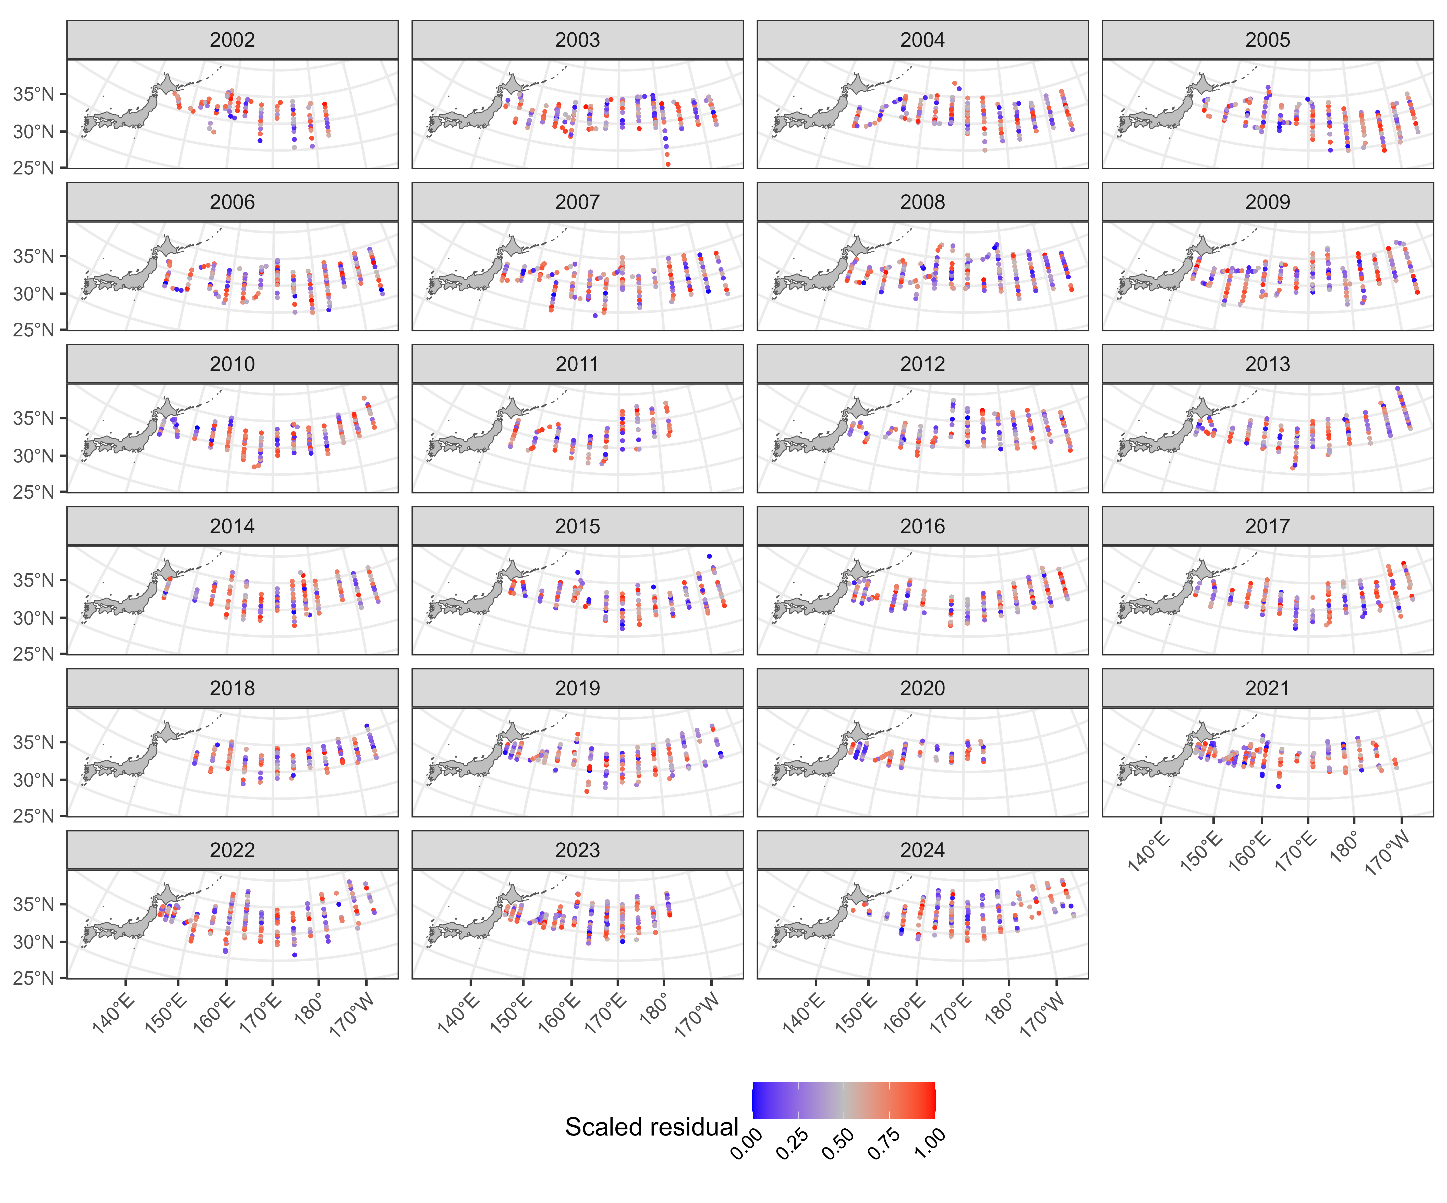 2002 2003 2004 2005
35°N
30°N
25°N
2006 2007 2008 2009
35°N
30°N
25°N
2010 2011 2012 2013
35°N
30°N
25°N
2014 2015 2016 2017
35°N
30°N
25°N
2018 2019 2020 2021
35°N
30°N
25°N
140°E 150°E 160°E 170°E 180° 170°W
2022 2023 2024
35°N
30°N
25°N
140°E 150°E 160°E 170°E 180° 170°W 140°E 150°E 160°E 170°E 180° 170°W 140°E 150°E 160°E 170°E 180° 170°W
Scaled residual
0.00 0.25 0.50 0.75 1.00